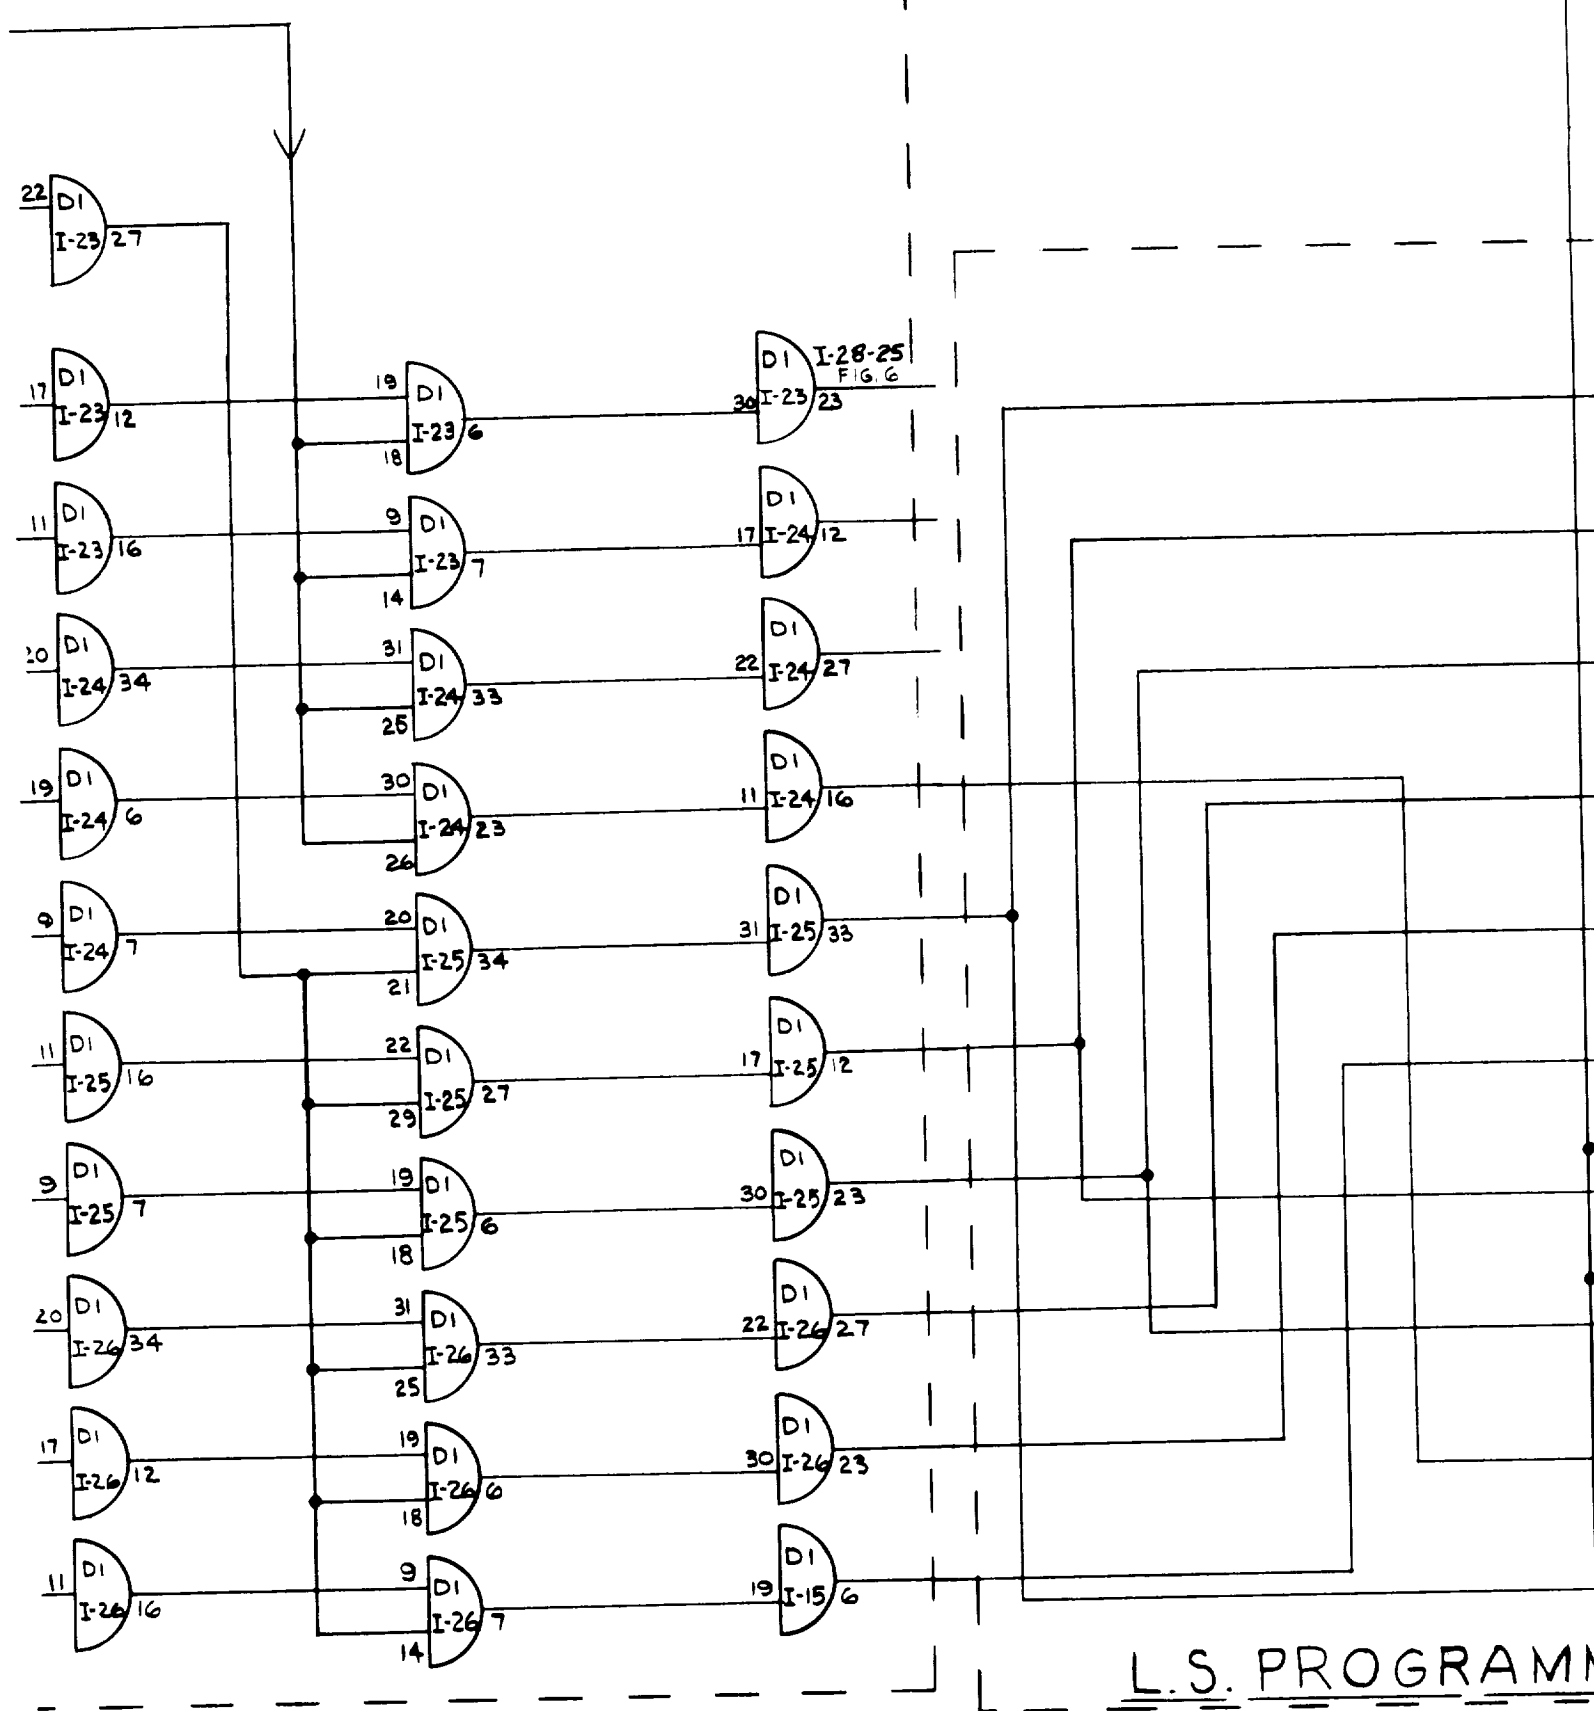 22 D1
I-23 27
D1 I-28-25
FIG. 6
30 I-23 23
17 D1
I-23 12
19 D1
I-23 6
18
11 D1
I-23 16
9 D1
I-23 7
14
D1
17 I-24 12
D1
I-24 34
31 D1
I-24 33
25
D1
22 I-24 27
19 D1
I-24 6
30 D1
I-24 23
26
D1
11 I-24 16
9 D1
I-24 7
20 D1
I-25 34
21
D1
31 I-25 33
11 D1
I-25 16
22 D1
I-25 27
29
D1
17 I-25 12
9 D1
I-25 7
19 D1
I-25 6
18
D1
30 I-25 23
20 D1
I-26 34
31 D1
I-26 33
25
D1
22 I-26 27
17 D1
I-26 12
19 D1
I-26 6
18
D1
30 I-26 23
11 D1
I-26 16
9 D1
I-26 7
14
D1
19 I-15 6
L.S. PROGRAM